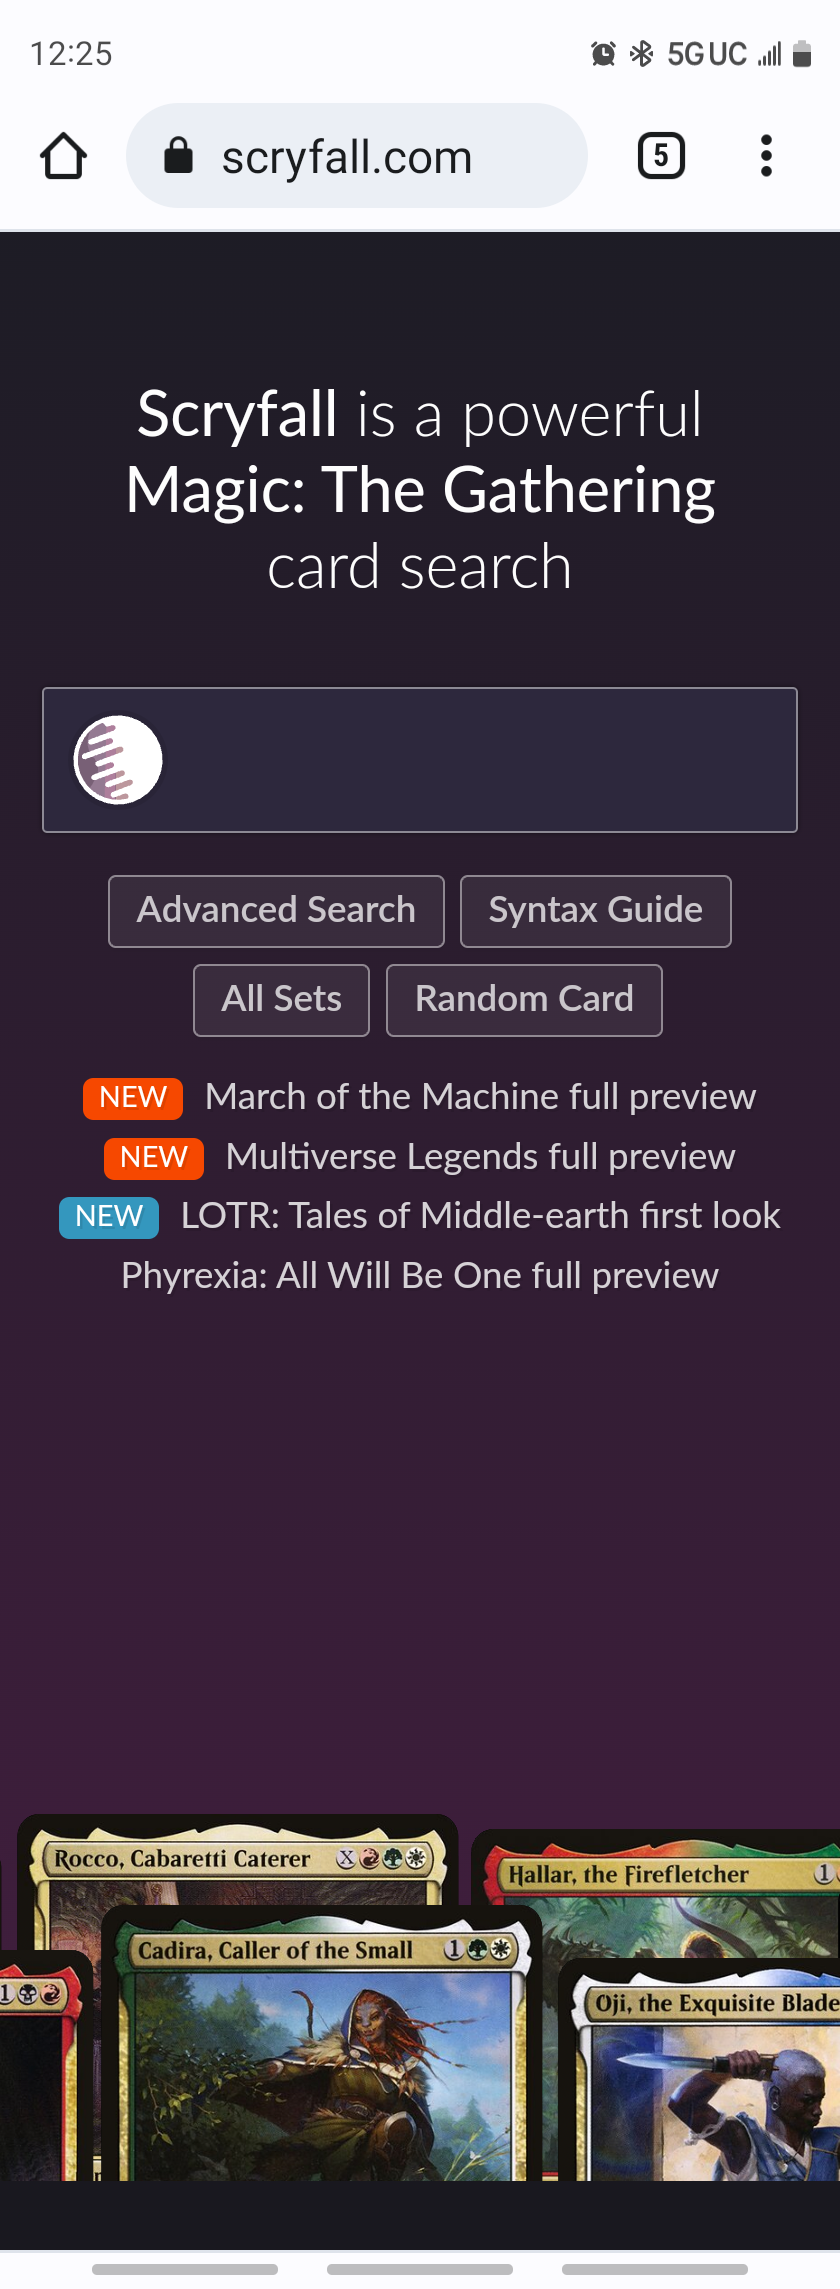 12:25
5G UC
scryfall.com
5
Scryfall is a powerful
Magic: The Gathering
card search
Advanced Search
Syntax Guide
All Sets
Random Card
NEW March of the Machine full preview
NEW Multiverse Legends full preview
NEW LOTR: Tales of Middle-earth first look
Phyrexia: All Will Be One full preview
Rocco, Cabaretti Caterer X
Hallar, the Firefletcher 1
Cadira, Caller of the Small 1
1
Oji, the Exquisite Blade